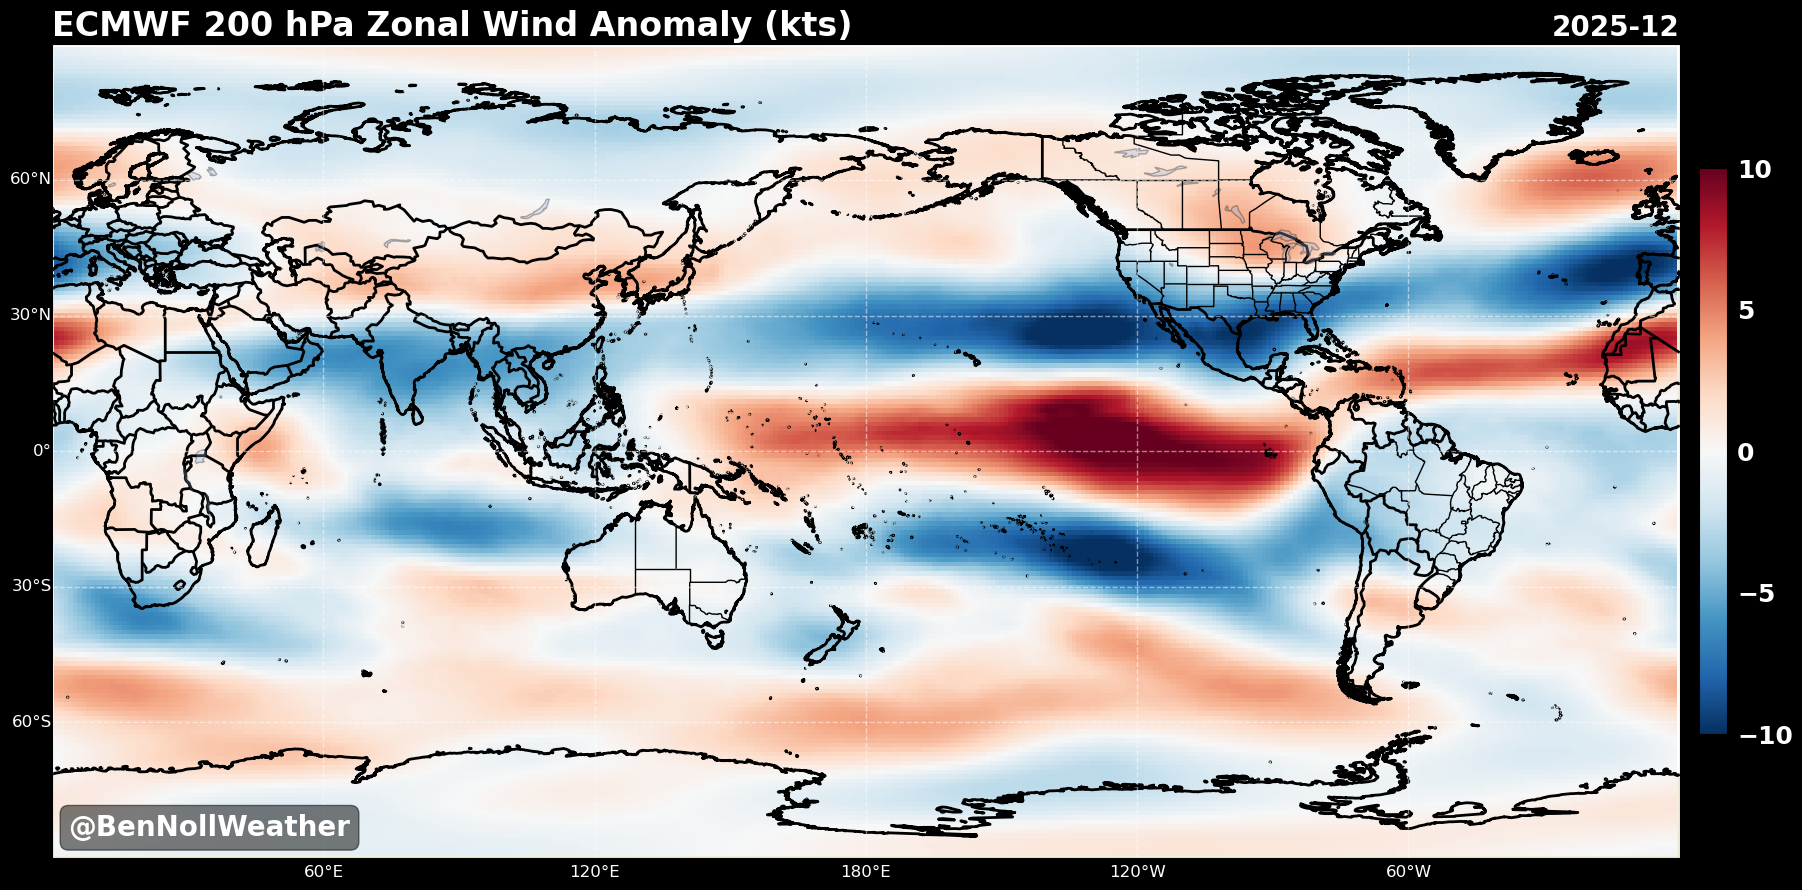 ECMWF 200 hPa Zonal Wind Anomaly (kts)
2025-12
60°N
30°N
0°
30°S
60°S
60°E
120°E
180°E
120°W
60°W
10
5
0
−5
−10
@BenNollWeather